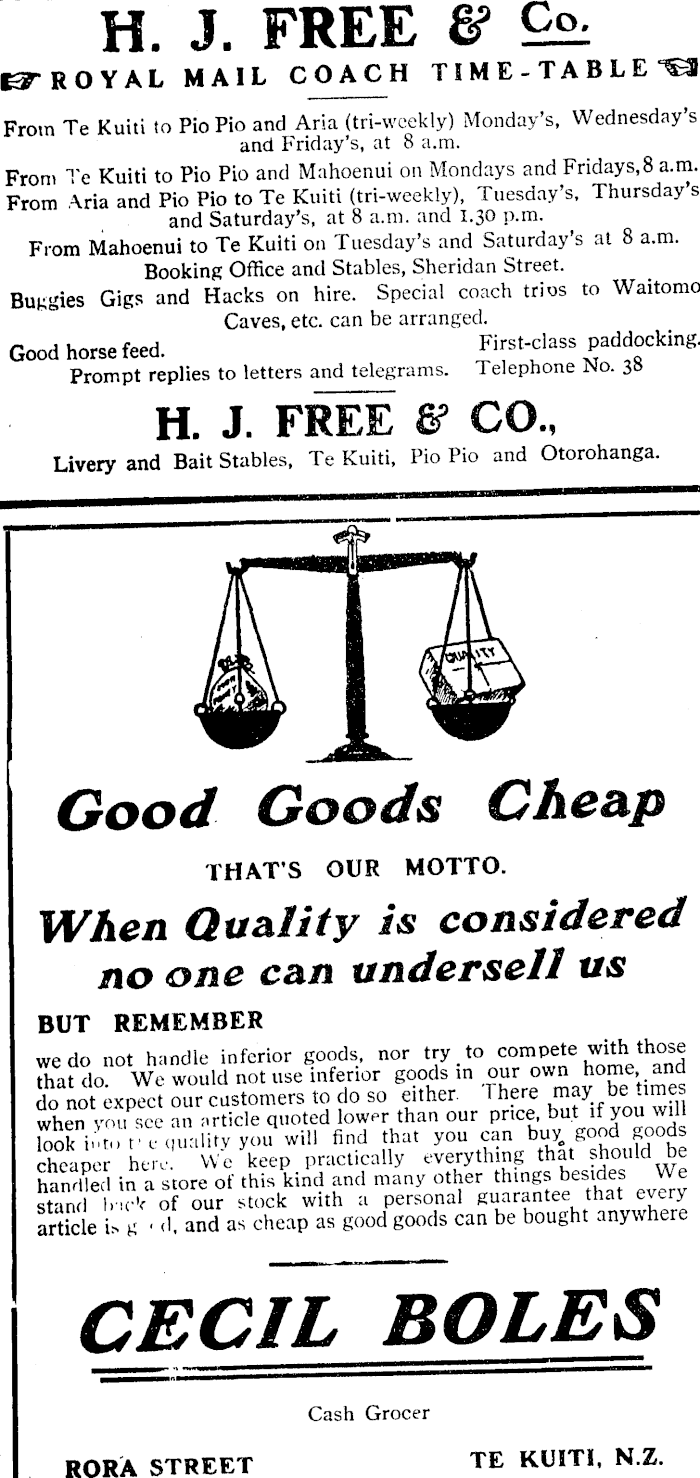 H. J. FREE & Co.
ROYAL MAIL COACH TIME-TABLE
From Te Kuiti to Pio Pio and Aria (tri-weekly) Monday's, Wednesday's
and Friday's, at 8 a.m.
From Te Kuiti to Pio Pio and Mahoenui on Mondays and Fridays, 8 a.m.
From Aria and Pio Pio to Te Kuiti (tri-weekly), Tuesday's, Thursday's
and Saturday's, at 8 a.m. and 1.30 p.m.
From Mahoenui to Te Kuiti on Tuesday's and Saturday's at 8 a.m.
Booking Office and Stables, Sheridan Street.
Buggies Gigs and Hacks on hire. Special coach trips to Waitomo
Caves, etc. can be arranged.
Good horse feed. First-class paddocking.
Prompt replies to letters and telegrams. Telephone No. 38
H. J. FREE & CO.,
Livery and Bait Stables, Te Kuiti, Pio Pio and Otorohanga.
QUALITY
Good Goods Cheap
THAT'S OUR MOTTO.
When Quality is considered
no one can undersell us
BUT REMEMBER
we do not handle inferior goods, nor try to compete with those
that do. We would not use inferior goods in our own home, and
do not expect our customers to do so either. There may be times
when you see an article quoted lower than our price, but if you will
look into the quality you will find that you can buy good goods
cheaper here. We keep practically everything that should be
handled in a store of this kind and many other things besides We
stand back of our stock with a personal guarantee that every
article is good, and as cheap as good goods can be bought anywhere
CECIL BOLES
Cash Grocer
RORA STREET TE KUITI, N.Z.